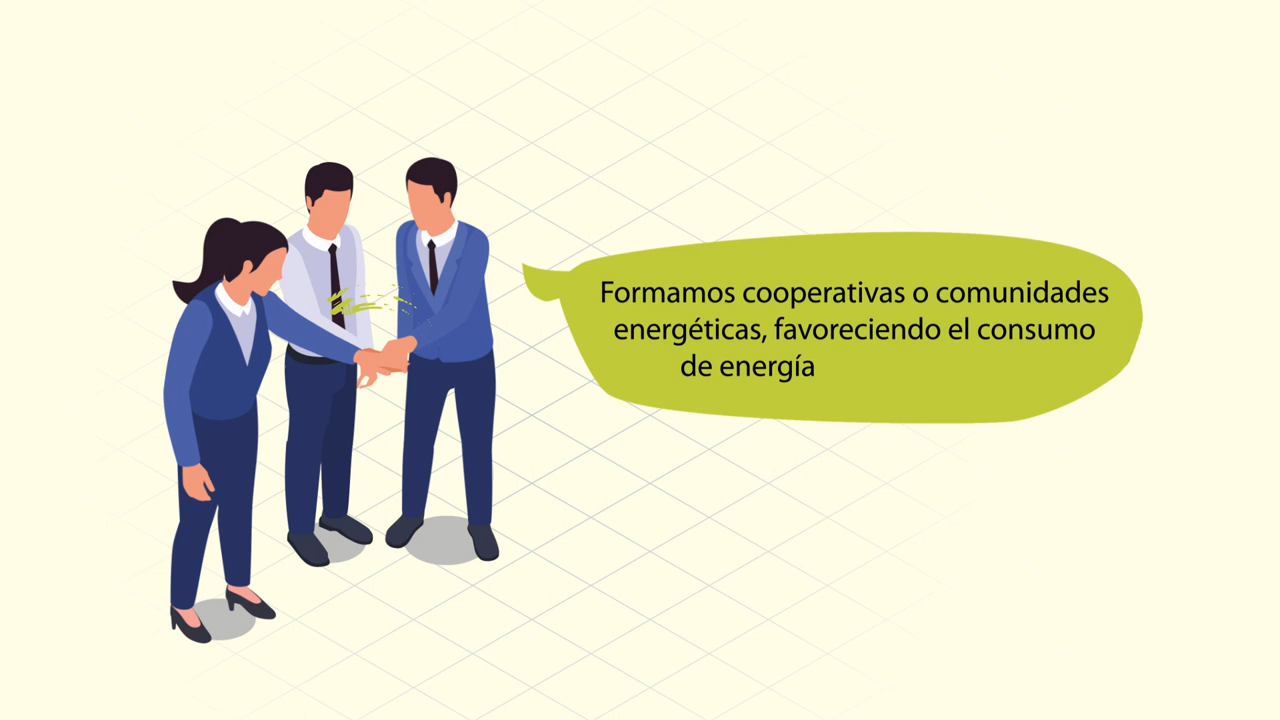 Formamos cooperativas o comunidades
energéticas, favoreciendo el consumo
de energía